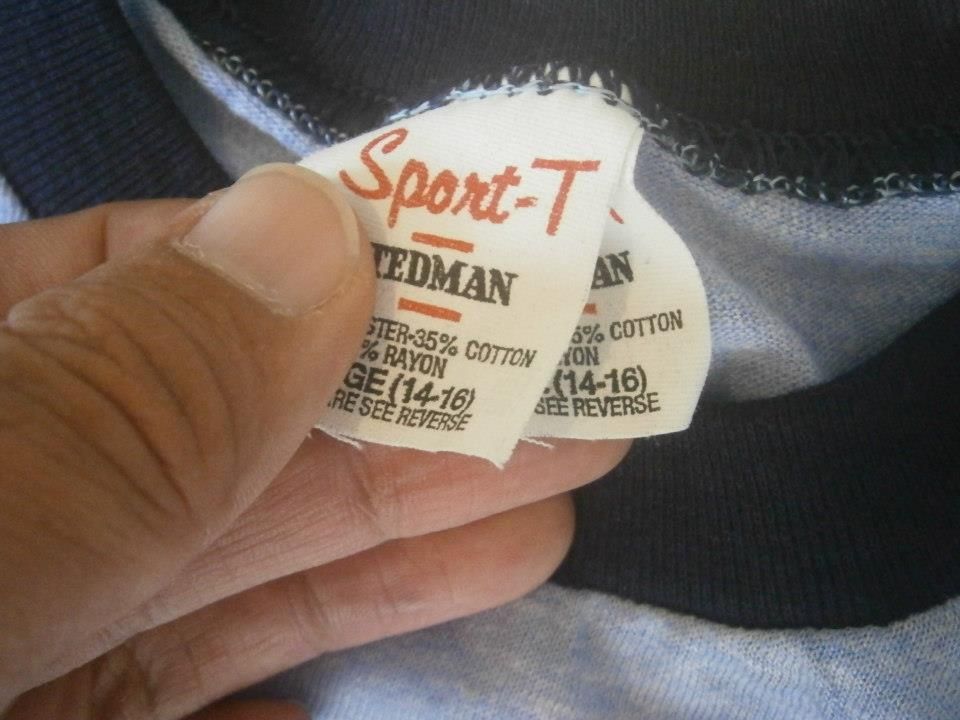 Sport-T
TEDMAN
STER-35% COTTON
% RAYON
GE (14-16)
RE SEE REVERSE
AN
5% COTTON
YON
(14-16)
SEE REVERSE